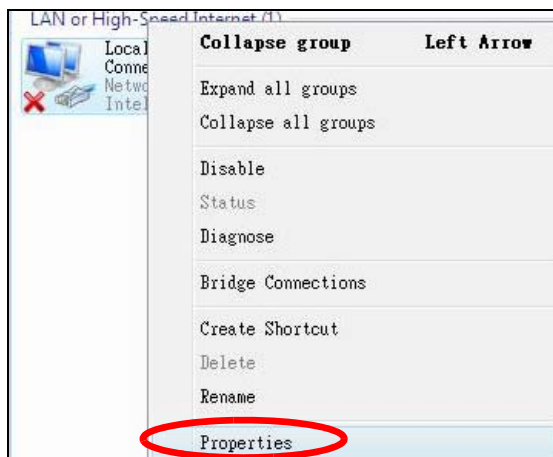 LAN or High-Speed Internet (1)
Local
Conne
Netwo
Intel
Collapse group Left Arrow
Expand all groups
Collapse all groups
Disable
Status
Diagnose
Bridge Connections
Create Shortcut
Delete
Rename
Properties